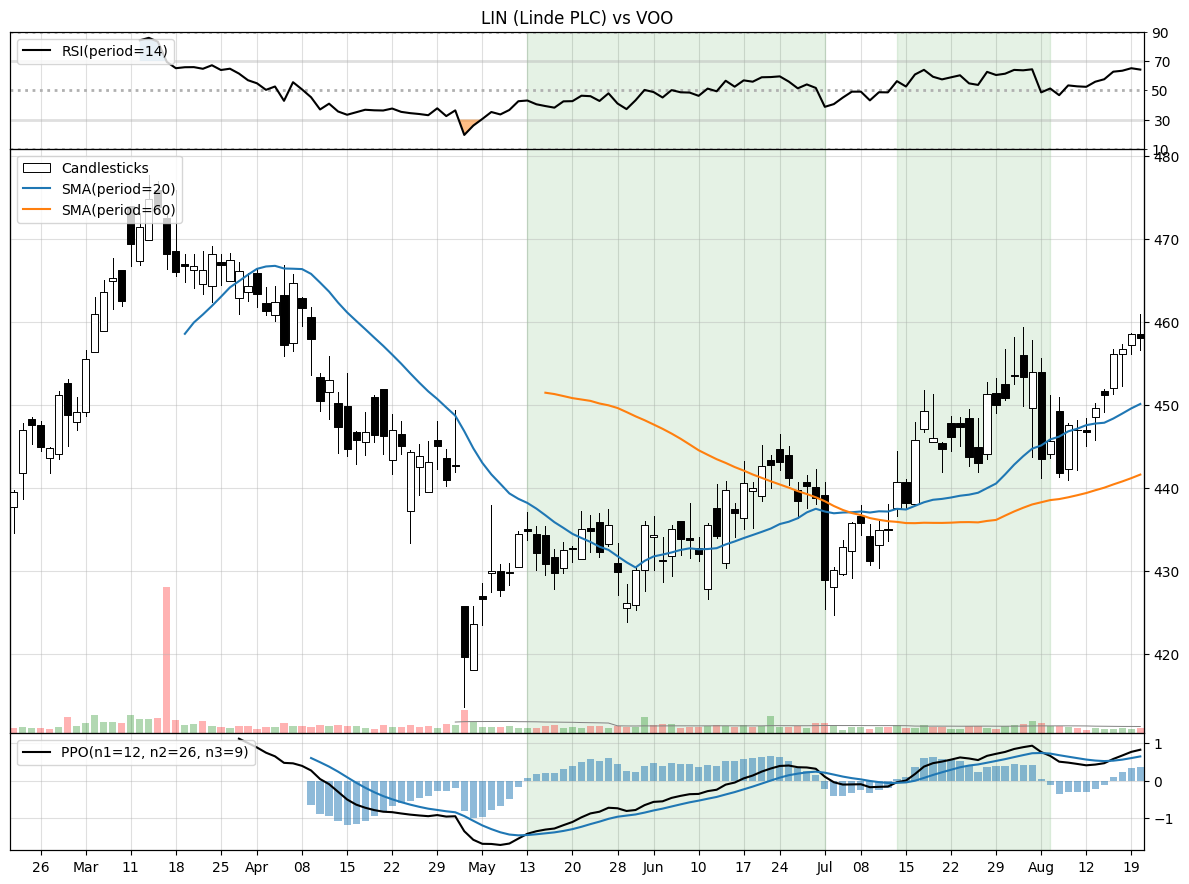 LIN (Linde PLC) vs VOO
RSI(period=14)
90
70
50
30
10
Candlesticks
SMA(period=20)
SMA(period=60)
480
470
460
450
440
430
420
PPO(n1=12, n2=26, n3=9)
1
0
−1
26 Mar 11 18 25 Apr 08 15 22 29 May 13 20 28 Jun 10 17 24 Jul 08 15 22 29 Aug 12 19